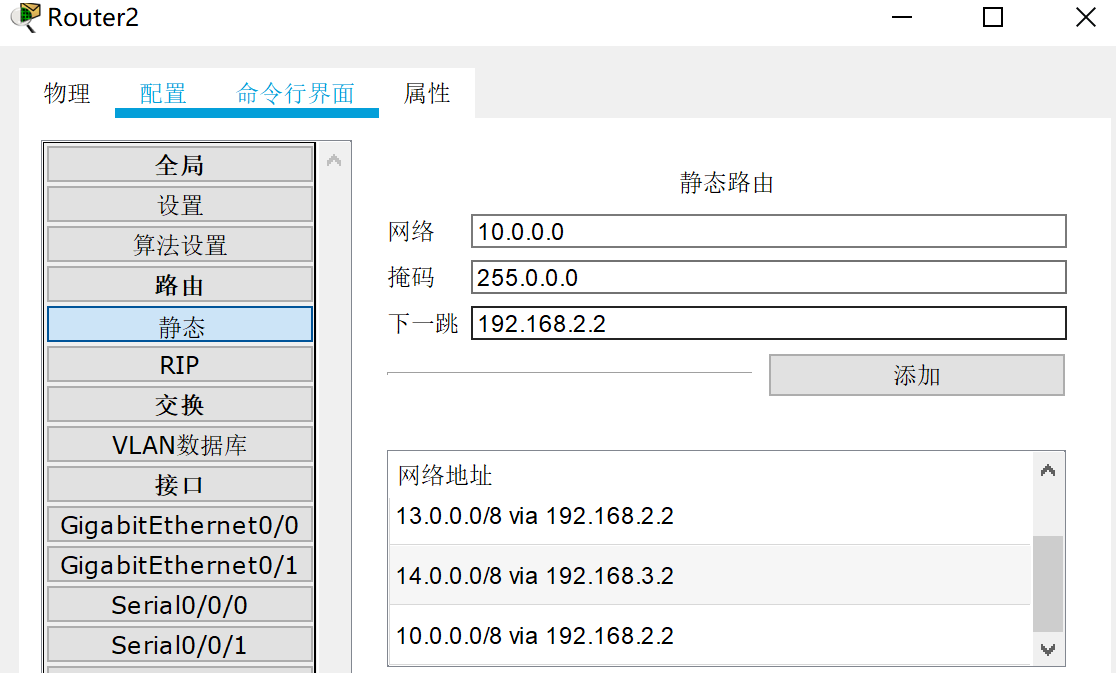 Router2
物理 配置 命令行界面 属性
全局
设置
算法设置
路由
静态
RIP
交换
VLAN数据库
接口
GigabitEthernet0/0
GigabitEthernet0/1
Serial0/0/0
Serial0/0/1
静态路由
网络 10.0.0.0
掩码 255.0.0.0
下一跳 192.168.2.2
添加
网络地址
13.0.0.0/8 via 192.168.2.2
14.0.0.0/8 via 192.168.3.2
10.0.0.0/8 via 192.168.2.2